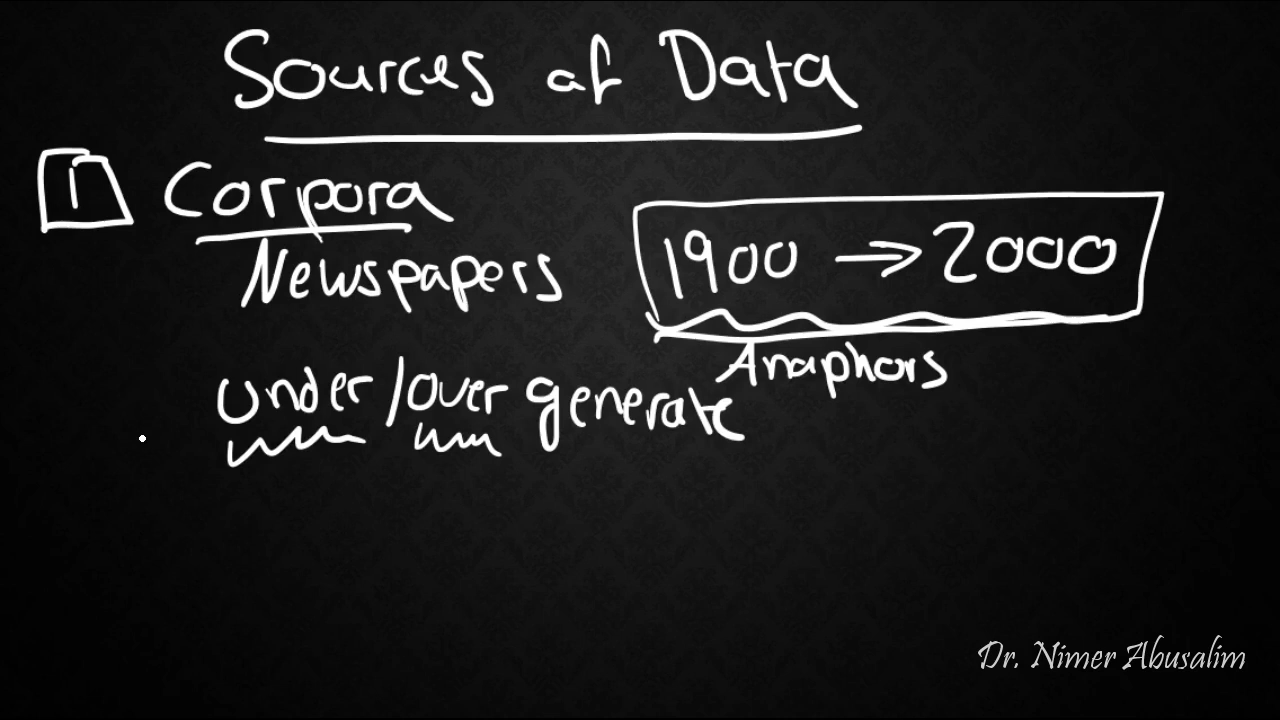 Sources of Data
1 Corpora
Newspapers
1900 → 2000
Anaphors
under/over generate
Dr. Nimer Abusalim